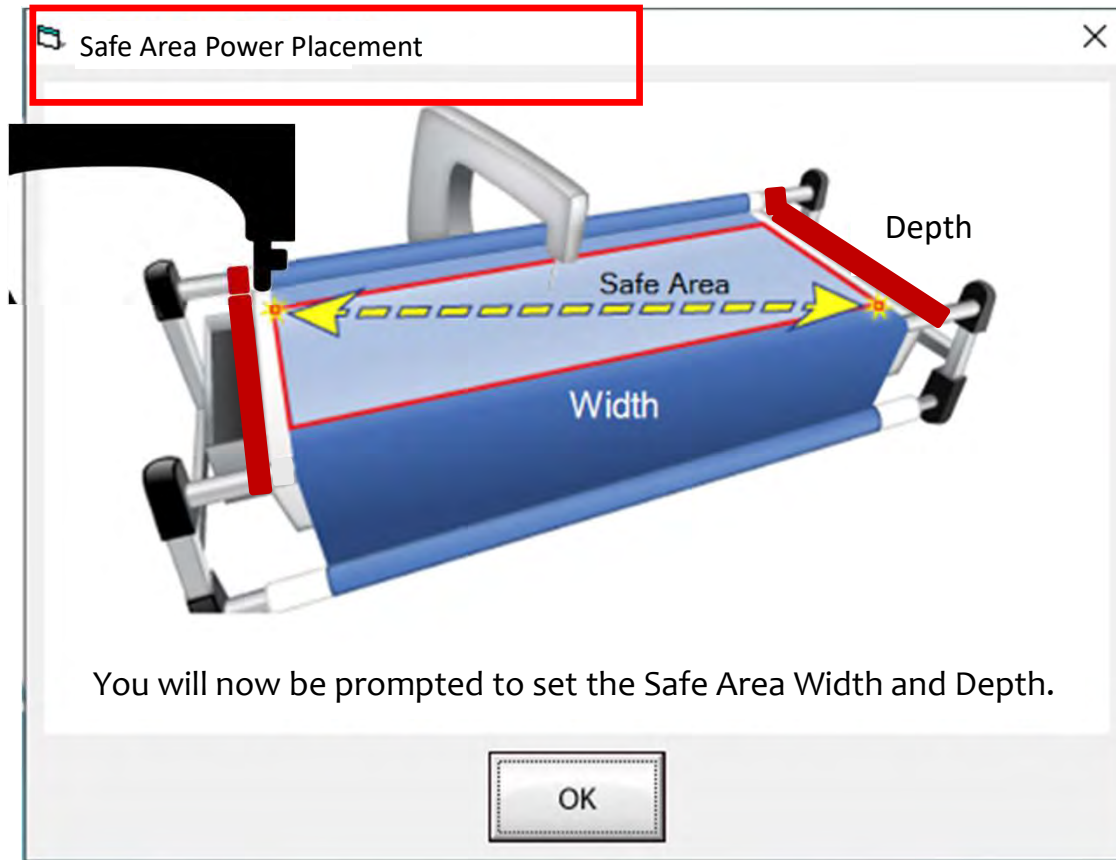 Safe Area Power Placement
Depth
Safe Area
Width
You will now be prompted to set the Safe Area Width and Depth.
OK